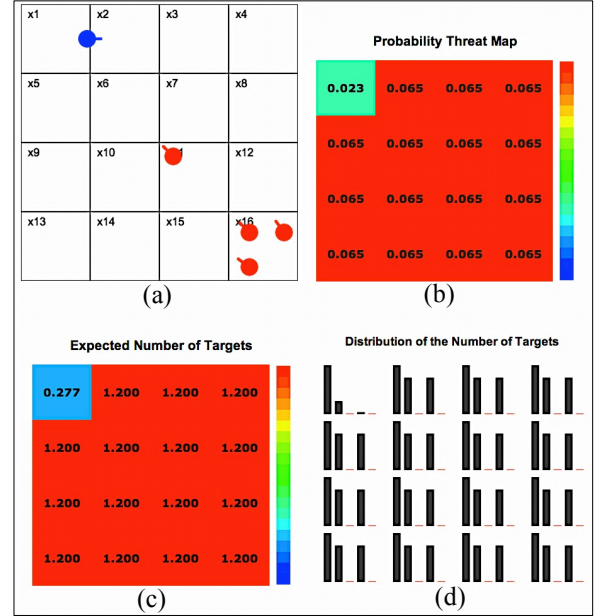 x1 x2 x3 x4
x5 x6 x7 x8
x9 x10 x12
x13 x14 x15 x16
(a)
Probability Threat Map
0.023 0.065 0.065 0.065
0.065 0.065 0.065 0.065
0.065 0.065 0.065 0.065
0.065 0.065 0.065 0.065
(b)
Expected Number of Targets
0.277 1.200 1.200 1.200
1.200 1.200 1.200 1.200
1.200 1.200 1.200 1.200
1.200 1.200 1.200 1.200
(c)
Distribution of the Number of Targets
(d)